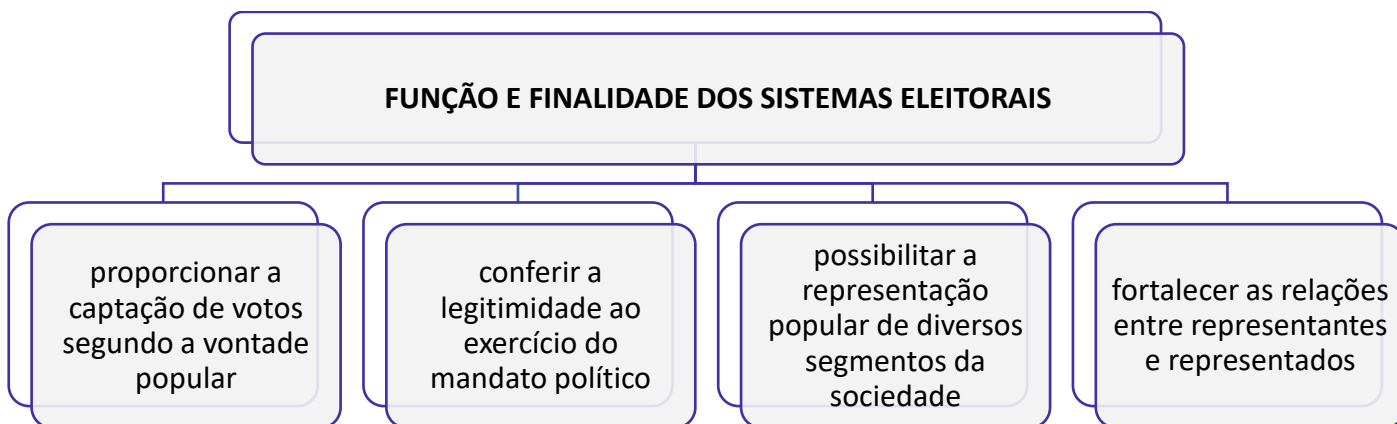 FUNÇÃO E FINALIDADE DOS SISTEMAS ELEITORAIS
proporcionar a
captação de votos
segundo a vontade
popular
conferir a
legitimidade ao
exercício do
mandato político
possibilitar a
representação
popular de diversos
segmentos da
sociedade
fortalecer as relações
entre representantes
e representados